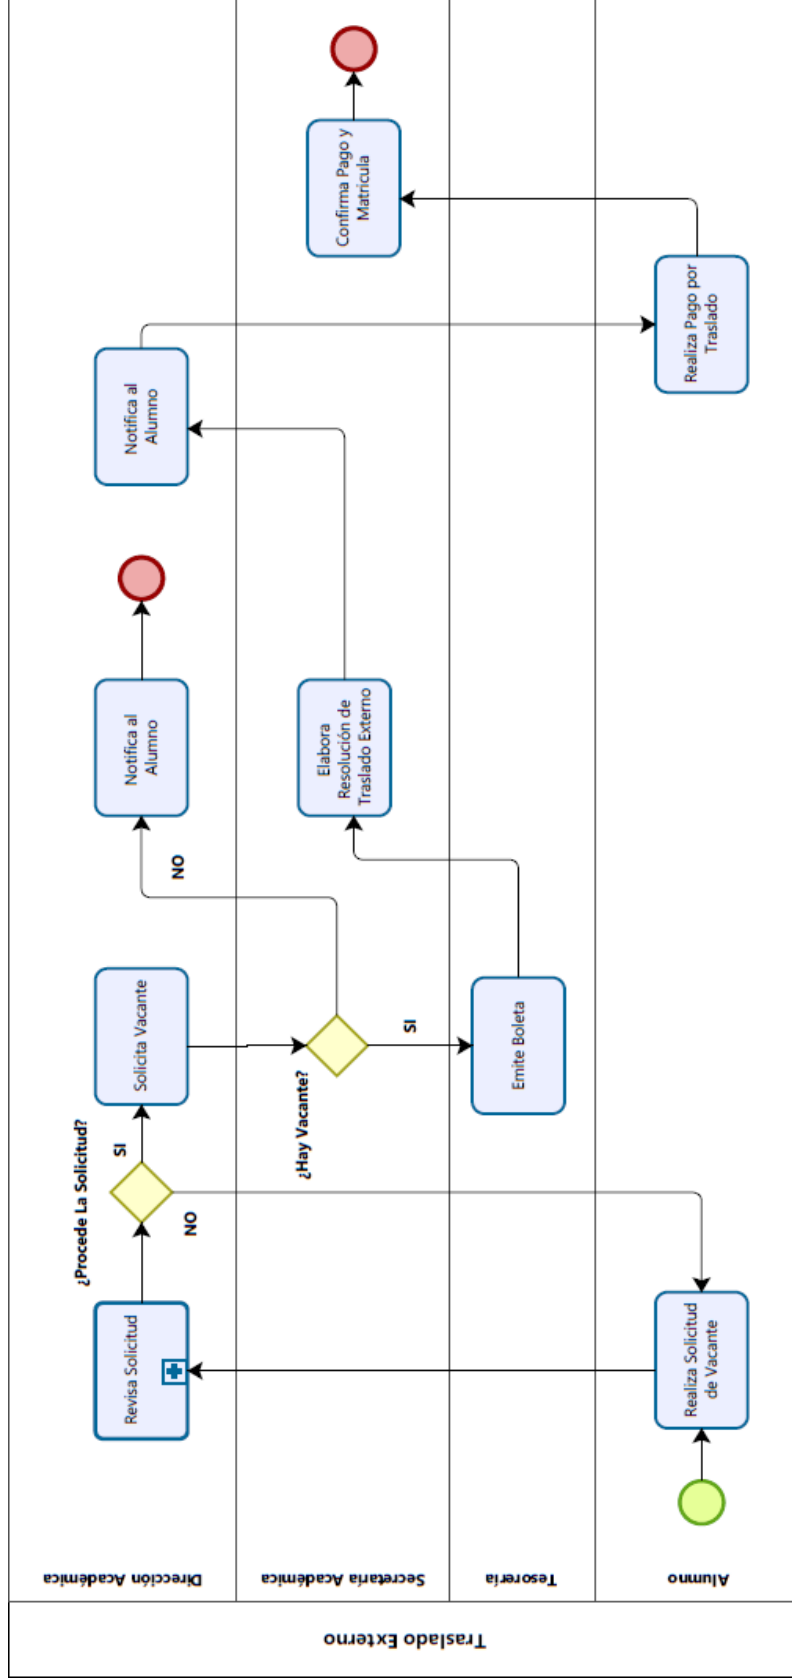 Traslado Externo
Dirección Académica
Secretaría Académica
Tesorería
Alumno
Revisa Solicitud
¿Procede La Solicitud?
SI
NO
Solicita Vacante
NO
Notifica al
Alumno
Notifica al
Alumno
¿Hay Vacante?
SI
Elabora
Resolución de
Traslado Externo
Confirma Pago y
Matricula
Emite Boleta
Realiza Solicitud
de Vacante
Realiza Pago por
Traslado